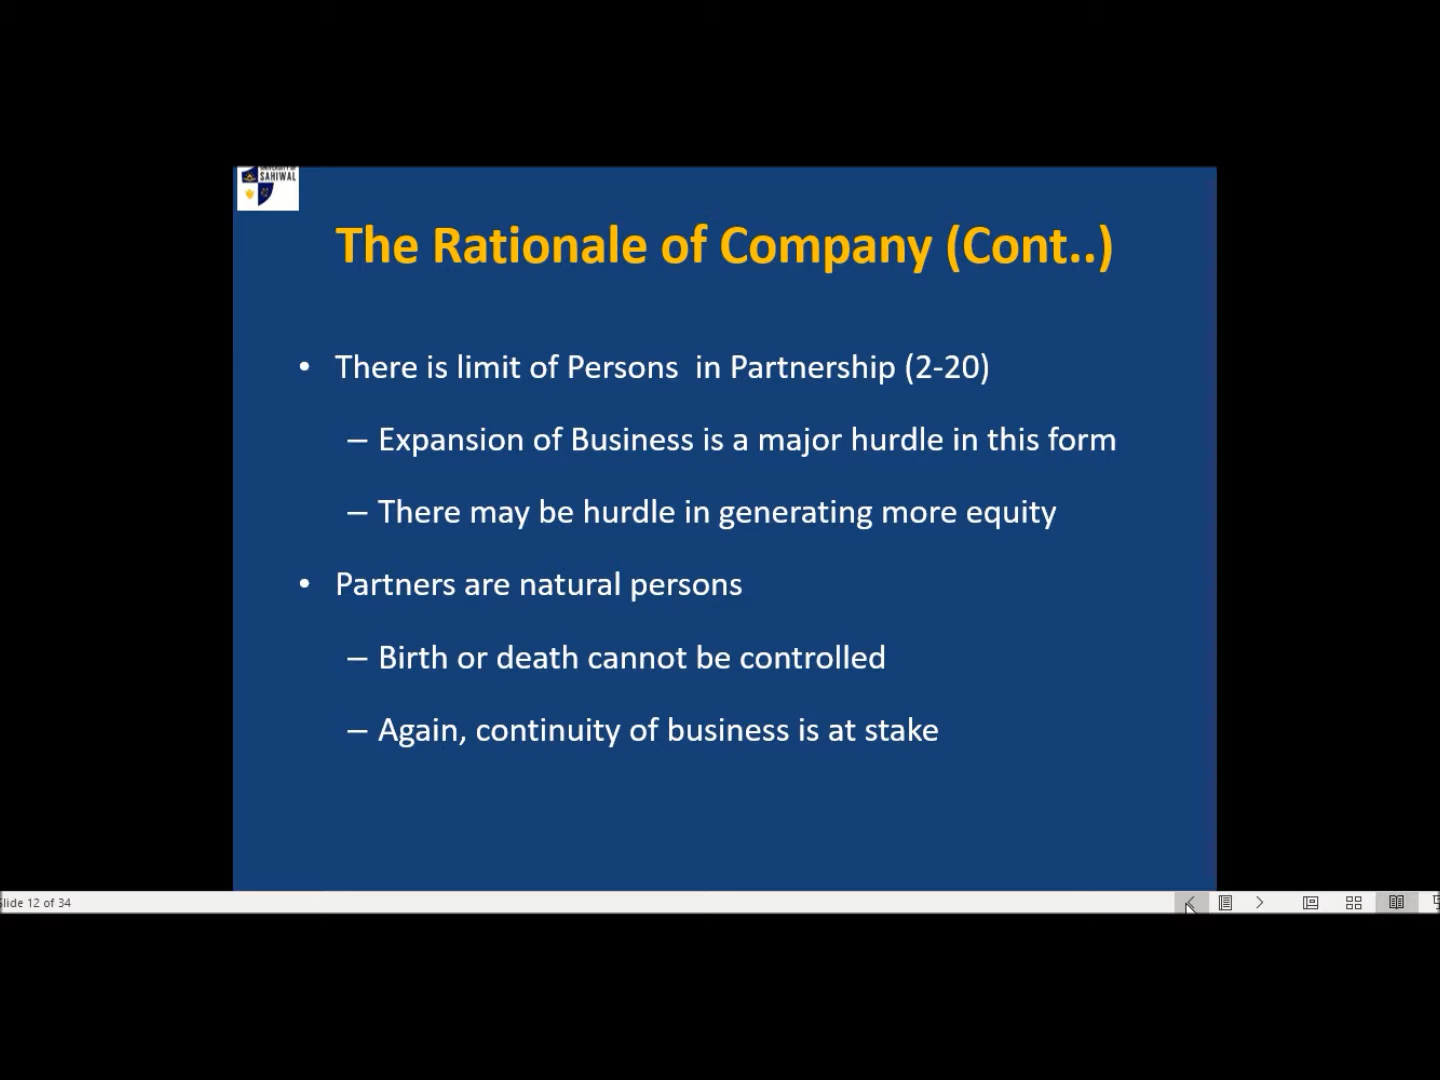 SAHIWAL
The Rationale of Company (Cont..)
• There is limit of Persons in Partnership (2-20)
– Expansion of Business is a major hurdle in this form
– There may be hurdle in generating more equity
• Partners are natural persons
– Birth or death cannot be controlled
– Again, continuity of business is at stake
Slide 12 of 34